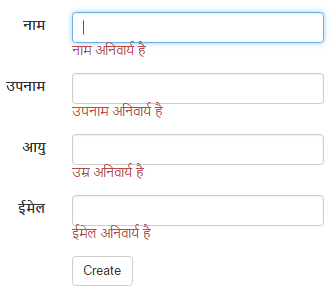 नाम
नाम अनिवार्य है
उपनाम
उपनाम अनिवार्य है
आयु
उम्र अनिवार्य है
ईमेल
ईमेल अनिवार्य है
Create